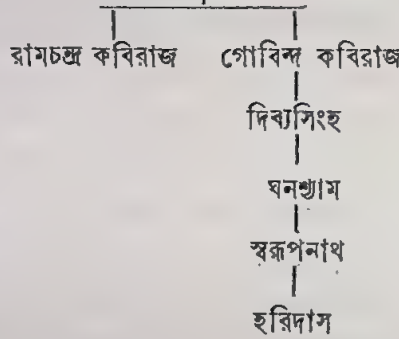 রামচন্দ্র কবিরাজ গোবিন্দ কবিরাজ
দিব্যসিংহ
ঘনশ্যাম
স্বরূপনাথ
হরিদাস